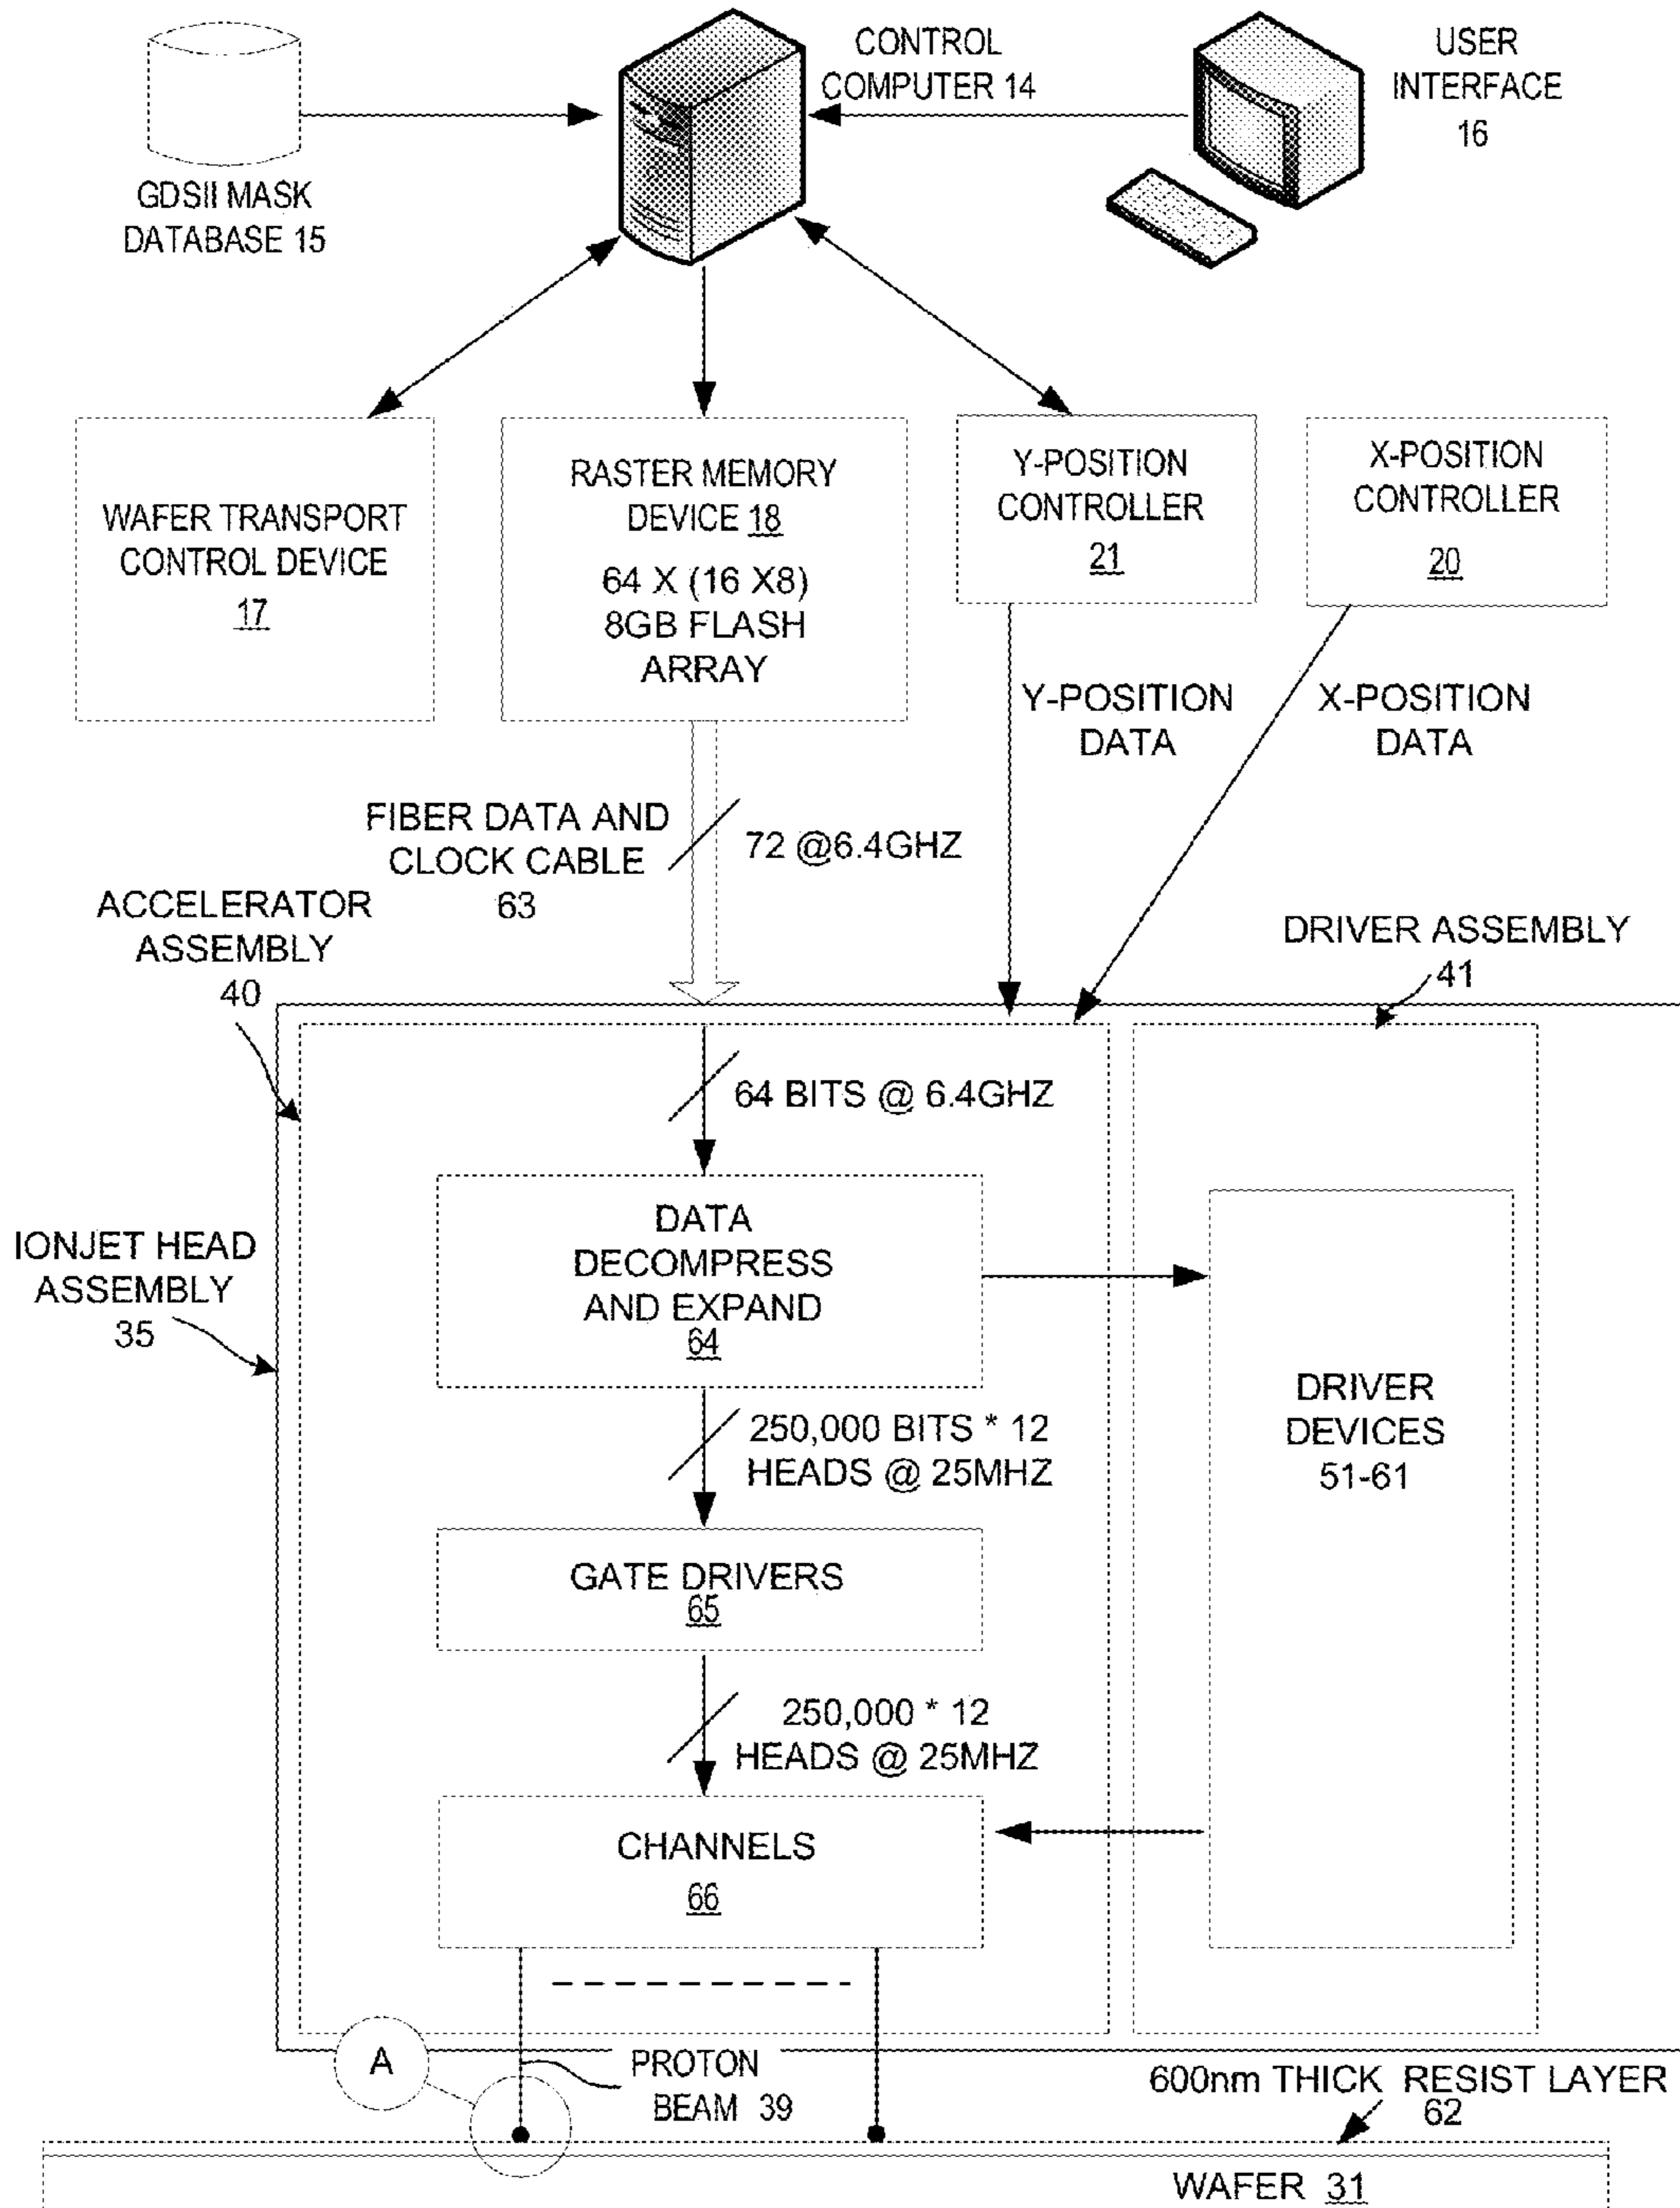 CONTROL
COMPUTER 14
USER
INTERFACE
16
GDSII MASK
DATABASE 15
WAFER TRANSPORT
CONTROL DEVICE
17
RASTER MEMORY
DEVICE 18
64 X (16 X8)
8GB FLASH
ARRAY
Y-POSITION
CONTROLLER
21
X-POSITION
CONTROLLER
20
Y-POSITION
DATA
X-POSITION
DATA
FIBER DATA AND
CLOCK CABLE
63
72 @6.4GHZ
ACCELERATOR
ASSEMBLY
40
DRIVER ASSEMBLY
41
64 BITS @ 6.4GHZ
DATA
DECOMPRESS
AND EXPAND
64
IONJET HEAD
ASSEMBLY
35
250,000 BITS * 12
HEADS @ 25MHZ
DRIVER
DEVICES
51-61
GATE DRIVERS
65
250,000 * 12
HEADS @ 25MHZ
CHANNELS
66
A
PROTON
BEAM 39
600nm THICK RESIST LAYER
62
WAFER 31